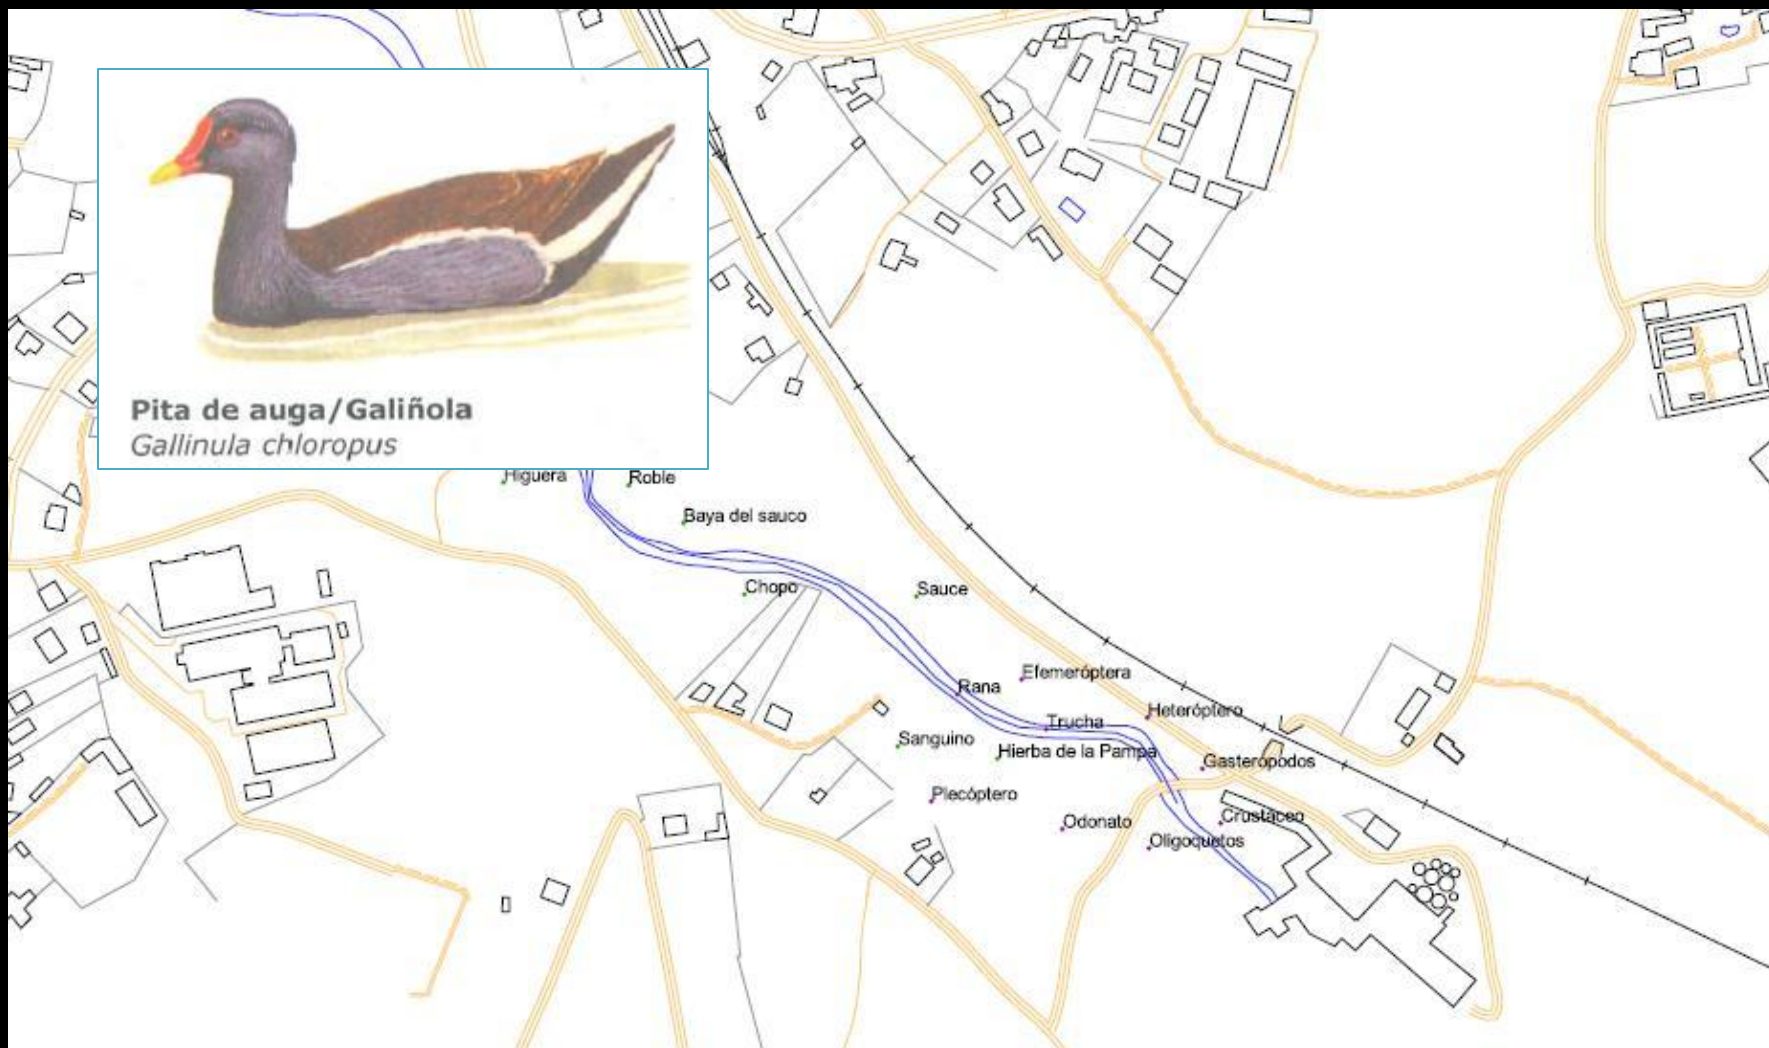 Pita de auga/Galiñola
Gallinula chloropus
Higuera
Roble
Baya del sauco
Chopo
Sauce
Efemeróptera
Rana
Heteróptero
Trucha
Sanguino
Hierba de la Pampa
Gasterópodos
Plecóptero
Crustáceo
Odonato
Oligoquetos